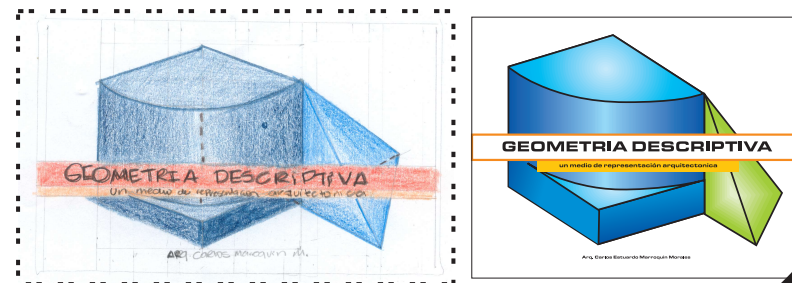 GEOMETRIA DESCRIPTIVA
un medio de representación arquitectonica
ARQ CARLOS MARROQUIN M.
GEOMETRIA DESCRIPTIVA
un medio de representación arquitectonica
Arq. Carlos Estuardo Marroquin Morales